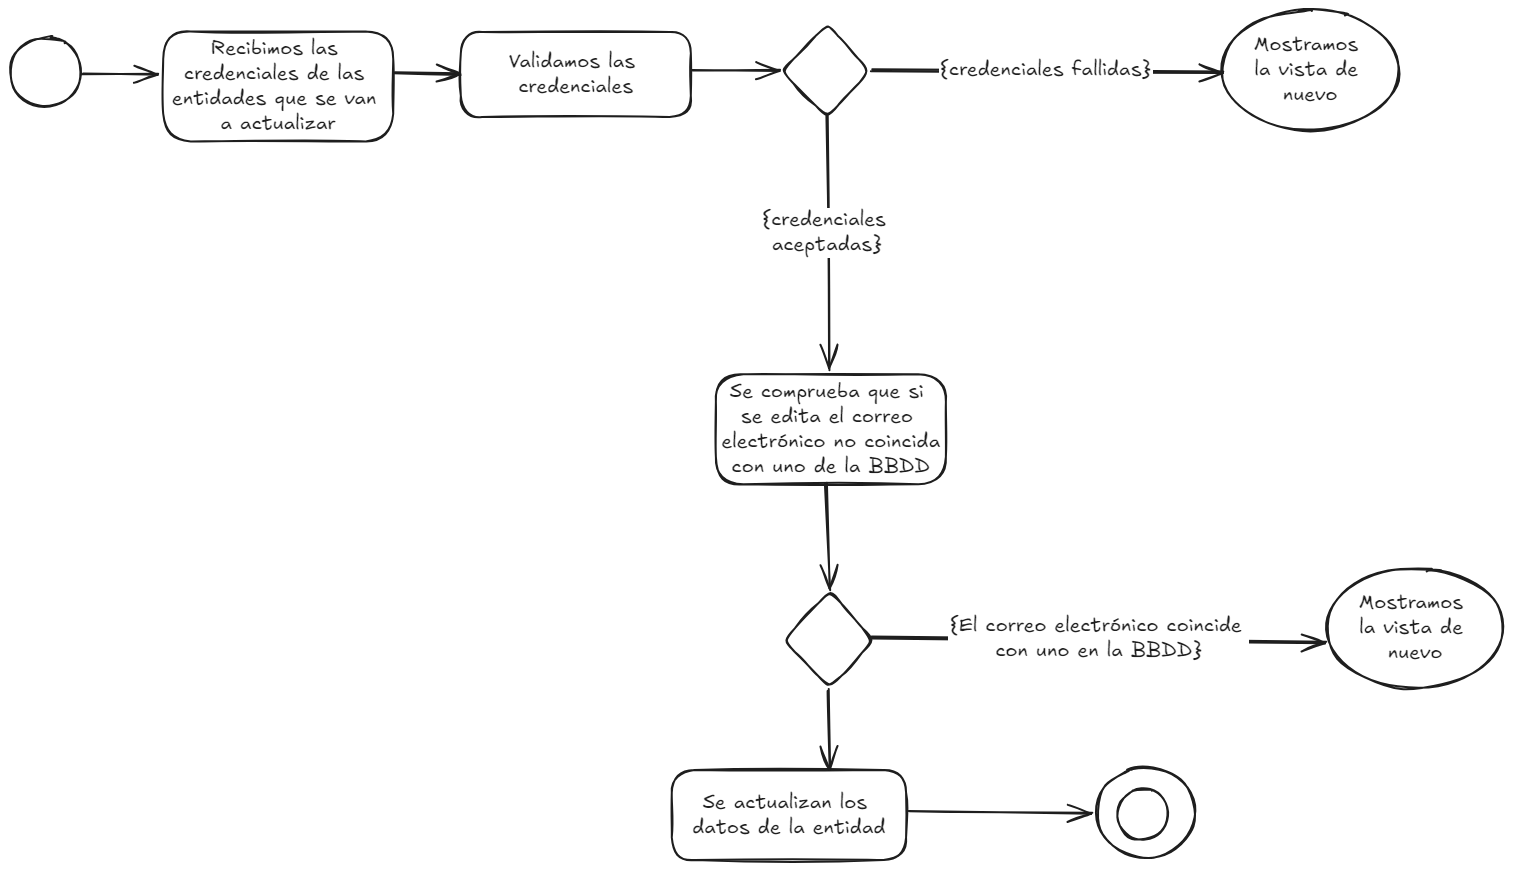 Recibimos las
credenciales de las
entidades que se van
a actualizar
Validamos las
credenciales
{credenciales fallidas}
Mostramos
la vista de
nuevo
{credenciales
aceptadas}
Se comprueba que si
se edita el correo
electrónico no coincida
con uno de la BBDD
{El correo electrónico coincide
con uno en la BBDD}
Mostramos
la vista de
nuevo
Se actualizan los
datos de la entidad